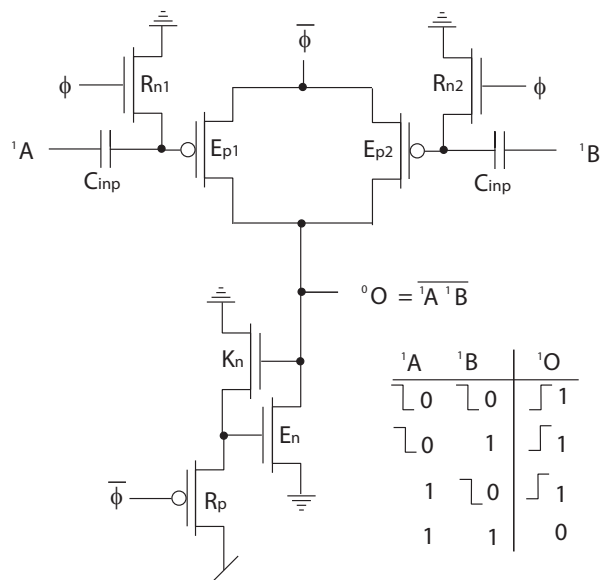 ϕ
Rn1
ϕ̅
Rn2
ϕ
¹A
Cinp
Ep1
Ep2
Cinp
¹B
⁰O = ¹A ¹B
Kn
En
ϕ̅
Rp
¹A ¹B ¹O
0 0 1
0 1 1
1 0 1
1 1 0